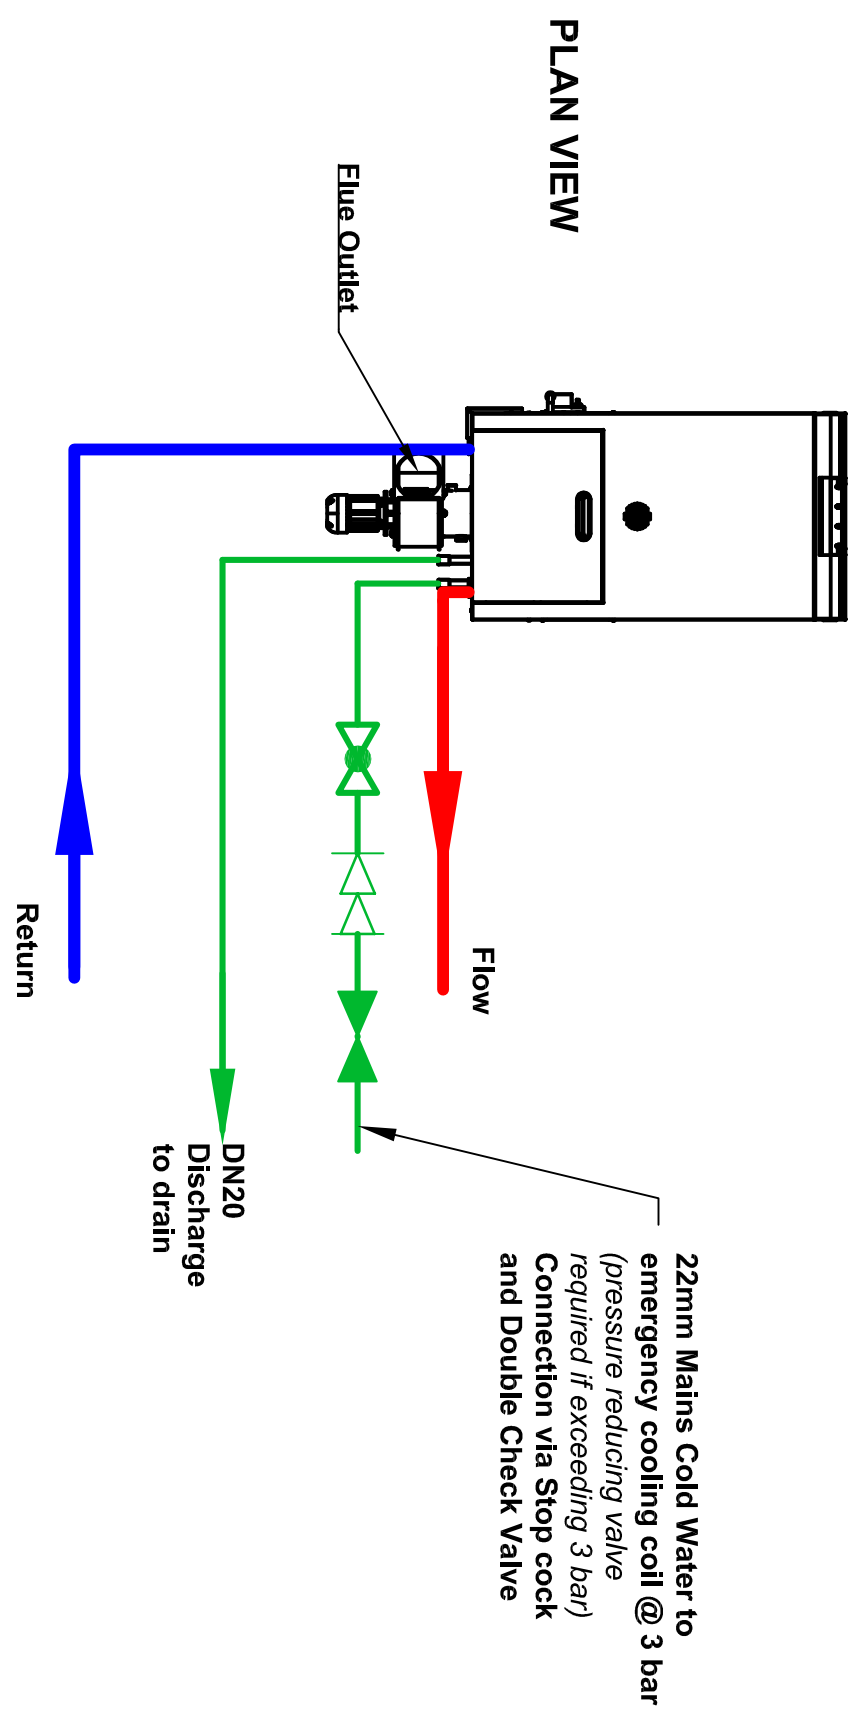 PLAN VIEW
Flue Outlet
Flow
Return
DN20
Discharge
to drain
22mm Mains Cold Water to
emergency cooling coil @ 3 bar
(pressure reducing valve
required if exceeding 3 bar)
Connection via Stop cock
and Double Check Valve